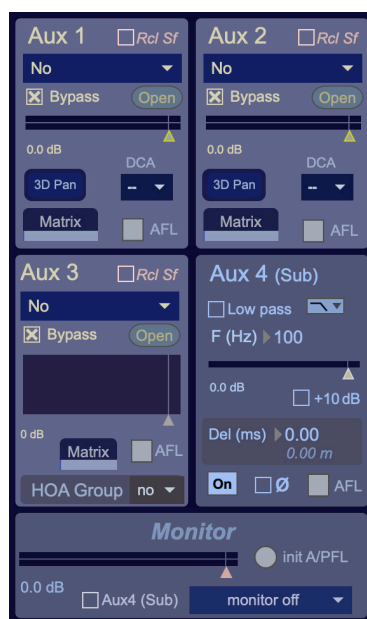 Aux 1 Rcl Sf
No
Bypass Open
0.0 dB
DCA
3D Pan --
Matrix AFL
Aux 2 Rcl Sf
No
Bypass Open
0.0 dB
DCA
3D Pan --
Matrix AFL
Aux 3 Rcl Sf
No
Bypass Open
0 dB
Matrix AFL
HOA Group no
Aux 4 (Sub)
Low pass
F (Hz) 100
0.0 dB
+10 dB
Del (ms) 0.00
0.00 m
On Ø AFL
Monitor
init A/PFL
0.0 dB
Aux4 (Sub) monitor off